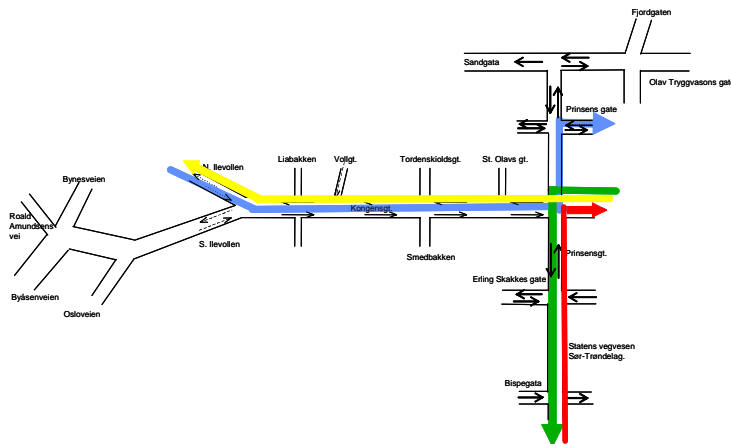 Fjordgaten
Sandgata
Olav Tryggvasons gat
Prinsens gate
Liabakken
Vollgt.
Tordenskioldsgt.
St. Olavs gt.
N. Ilevollen
Bynesveien
Roald
Amundsens
vei
Kongensgt.
S. Ilevollen
Smedbakken
Prinsensgt.
Erling Skakkes gate
Byåsenveien
Osloveien
Statens vegvesen
Sør-Trøndelag.
Bispegata